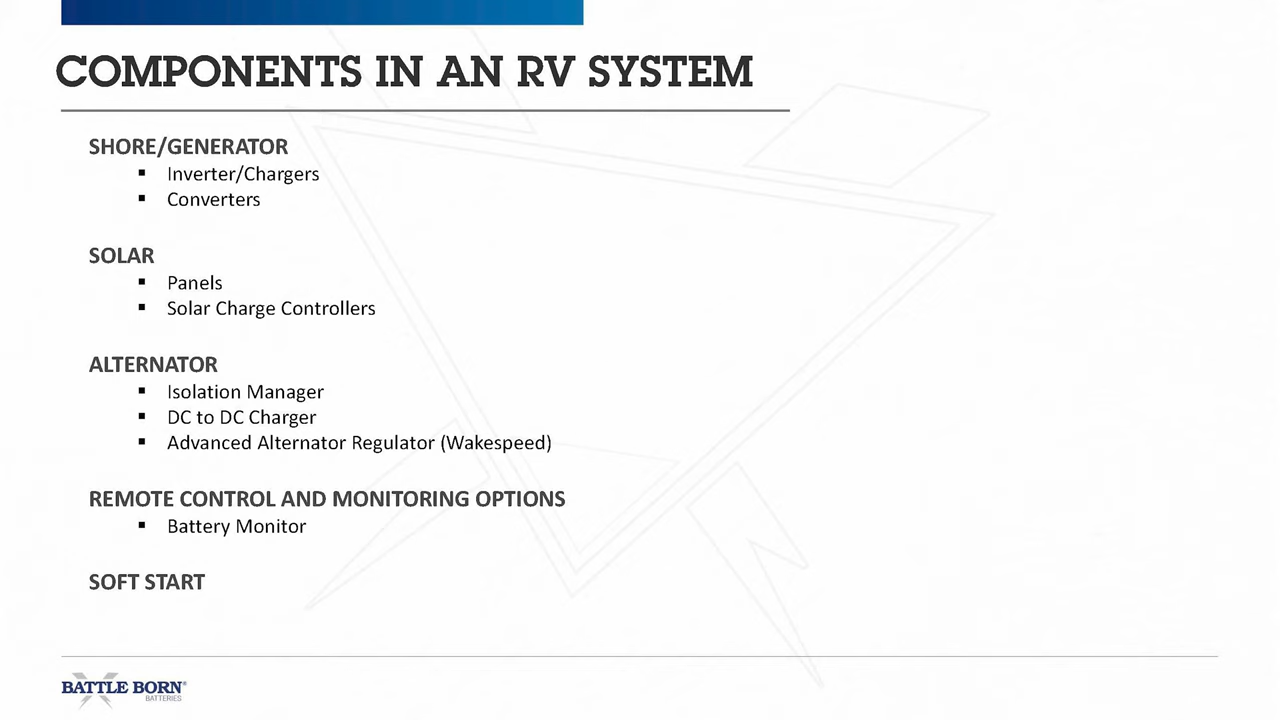 COMPONENTS IN AN RV SYSTEM
SHORE/GENERATOR
▪ Inverter/Chargers
▪ Converters
SOLAR
▪ Panels
▪ Solar Charge Controllers
ALTERNATOR
▪ Isolation Manager
▪ DC to DC Charger
▪ Advanced Alternator Regulator (Wakespeed)
REMOTE CONTROL AND MONITORING OPTIONS
▪ Battery Monitor
SOFT START
BATTLE BORN®
BATTERIES